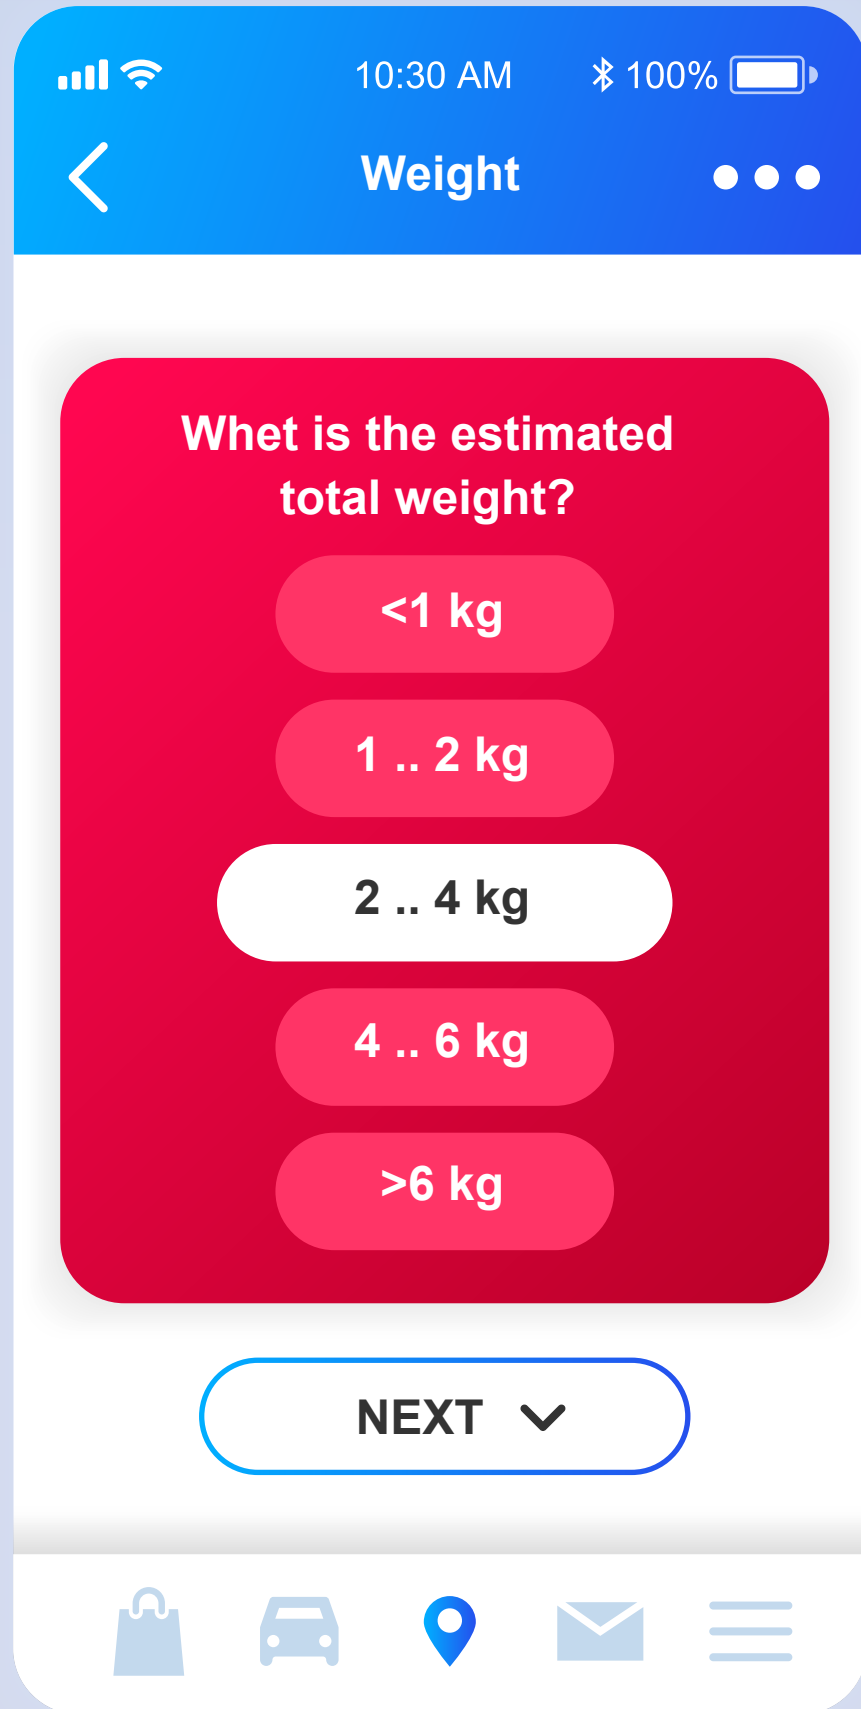 10:30 AM 100%
Weight
Whet is the estimated
total weight?
<1 kg
1 .. 2 kg
2 .. 4 kg
4 .. 6 kg
>6 kg
NEXT